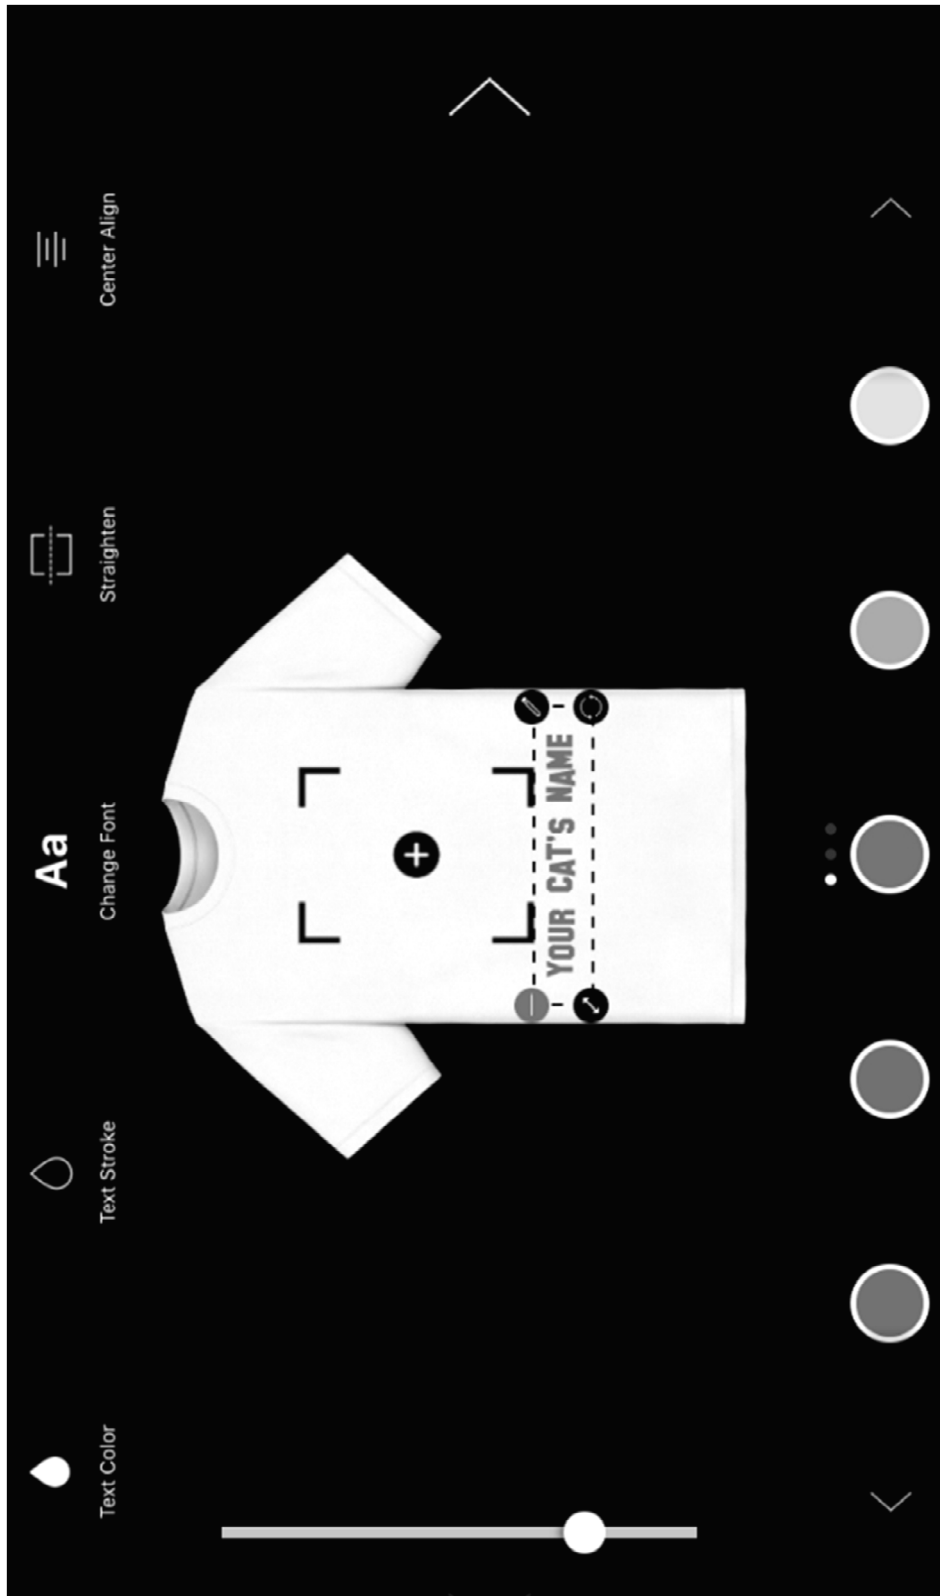 Text Color
Text Stroke
Aa
Change Font
Straighten
Center Align
YOUR CAT'S NAME